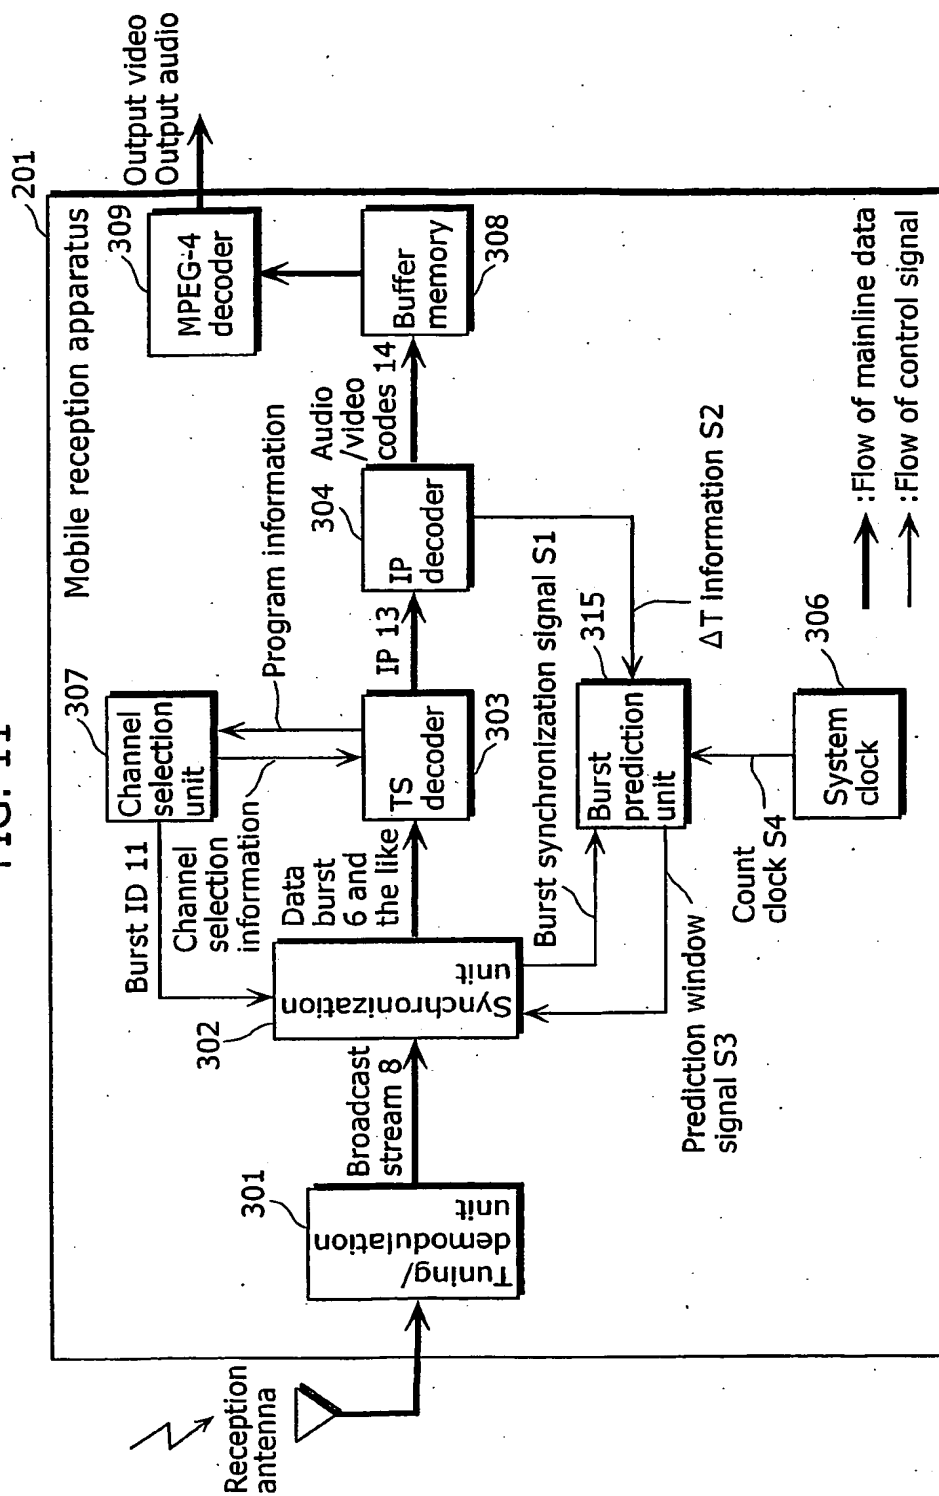 FIG. 11
201
Mobile reception apparatus
Output video
Output audio
309
MPEG-4
decoder
307
Channel
selection
unit
Program information
Burst ID 11
Channel
selection
information
Audio
/video
codes 14
Buffer
memory
308
304
IP
decoder
IP 13
TS
decoder
303
Data
burst
6 and
the like
302
Synchronization
unit
Broadcast
stream 8
301
Tuning/
demodulation
unit
Reception
antenna
Burst synchronization signal S1
315
Burst
prediction
unit
ΔT information S2
Prediction window
signal S3
Count
clock S4
306
System
clock
:Flow of mainline data
:Flow of control signal